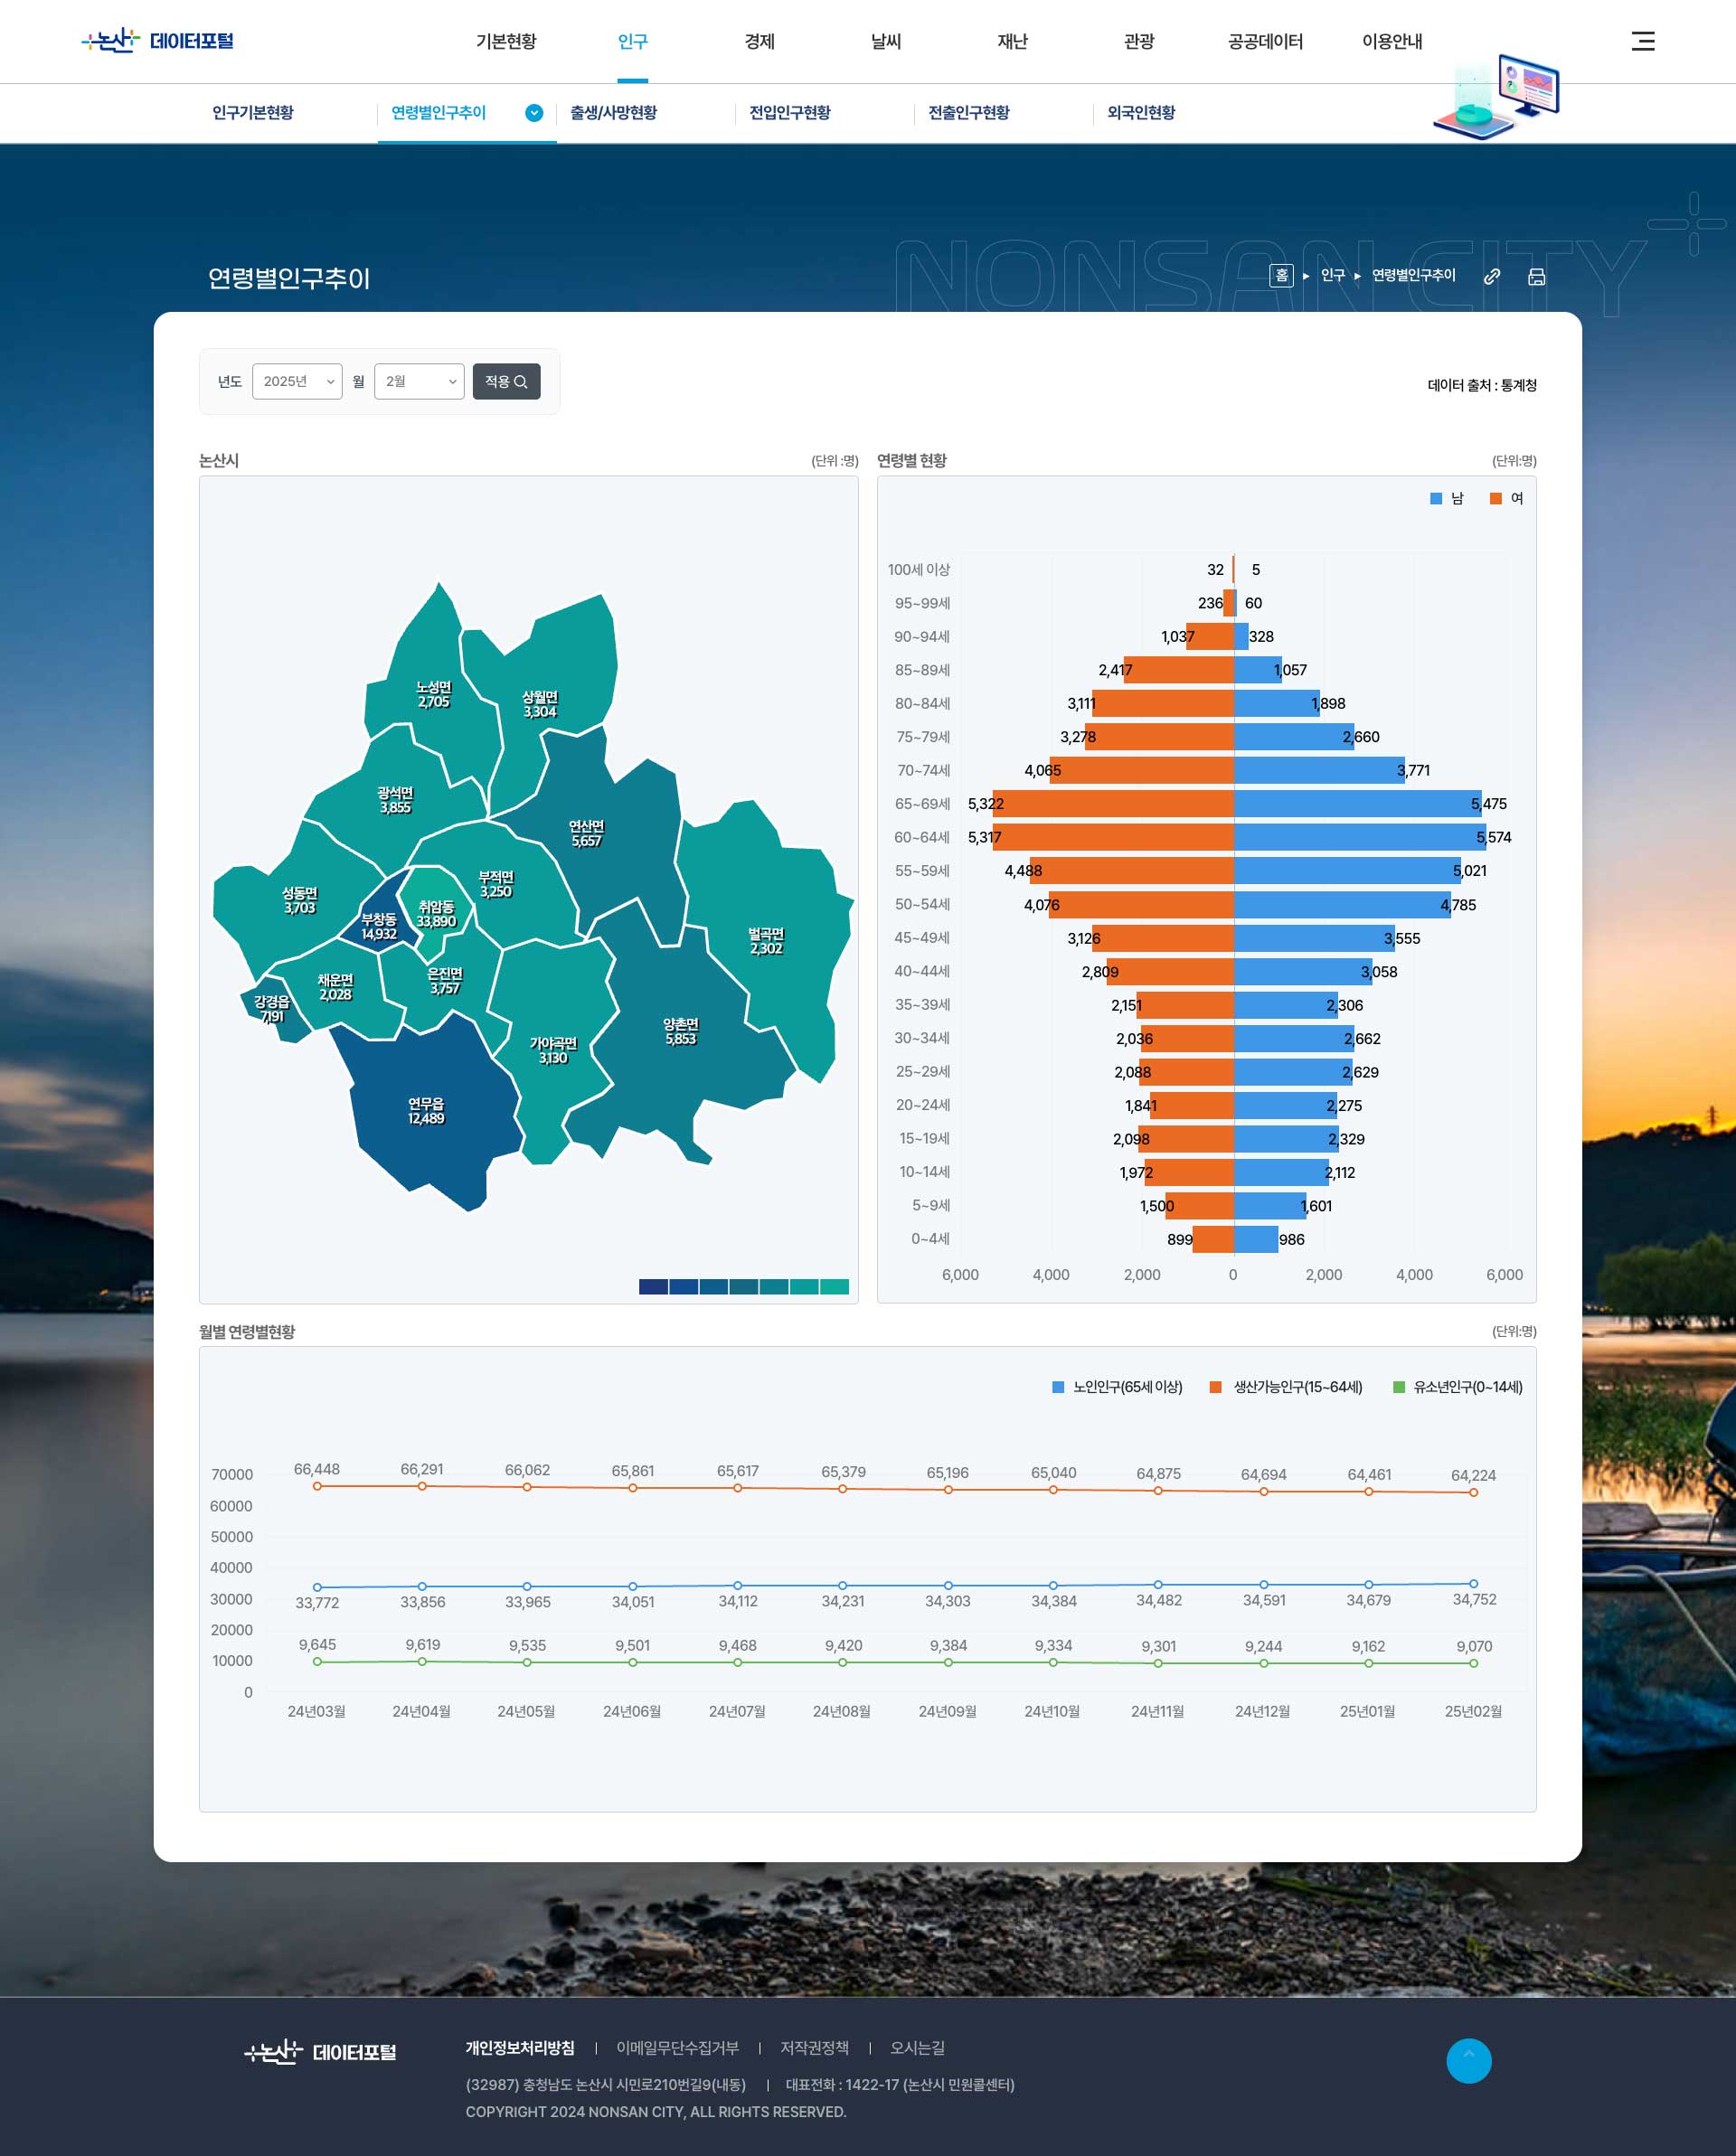 논산 데이터포털
기본현황 인구 경제 날씨 재난 관광 공공데이터 이용안내
인구기본현황 연령별인구추이 출생/사망현황 전입인구현황 전출인구현황 외국인현황
NONSAN CITY
연령별인구추이
홈 ▸ 인구 ▸ 연령별인구추이
년도 2025년 월 2월 적용
데이터 출처 : 통계청
논산시 (단위 :명)
노성면
2,705
상월면
3,304
광석면
3,855
연산면
5,657
부적면
3,250
성동면
3,703
취암동
33,890
부창동
14,932
벌곡면
2,302
은진면
3,757
채운면
2,028
강경읍
7,191
양촌면
5,853
가야곡면
3,130
연무읍
12,489
연령별 현황 (단위:명)
남 여
100세 이상 32 5
95~99세 236 60
90~94세 1,037 328
85~89세 2,417 1,057
80~84세 3,111 1,898
75~79세 3,278 2,660
70~74세 4,065 3,771
65~69세 5,322 5,475
60~64세 5,317 5,574
55~59세 4,488 5,021
50~54세 4,076 4,785
45~49세 3,126 3,555
40~44세 2,809 3,058
35~39세 2,151 2,306
30~34세 2,036 2,662
25~29세 2,088 2,629
20~24세 1,841 2,275
15~19세 2,098 2,329
10~14세 1,972 2,112
5~9세 1,500 1,601
0~4세 899 986
6,000 4,000 2,000 0 2,000 4,000 6,000
월별 연령별현황 (단위:명)
노인인구(65세 이상) 생산가능인구(15~64세) 유소년인구(0~14세)
66,448 66,291 66,062 65,861 65,617 65,379 65,196 65,040 64,875 64,694 64,461 64,224
70000
60000
50000
40000
30000
33,772 33,856 33,965 34,051 34,112 34,231 34,303 34,384 34,482 34,591 34,679 34,752
20000
9,645 9,619 9,535 9,501 9,468 9,420 9,384 9,334 9,301 9,244 9,162 9,070
10000
0
24년03월 24년04월 24년05월 24년06월 24년07월 24년08월 24년09월 24년10월 24년11월 24년12월 25년01월 25년02월
논산 데이터포털
개인정보처리방침 | 이메일무단수집거부 | 저작권정책 | 오시는길
(32987) 충청남도 논산시 시민로210번길9(내동) | 대표전화 : 1422-17 (논산시 민원콜센터)
COPYRIGHT 2024 NONSAN CITY, ALL RIGHTS RESERVED.